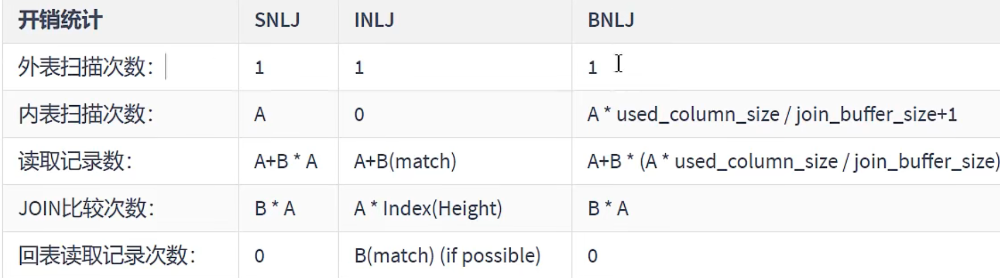 开销统计 SNLJ INLJ BNLJ
外表扫描次数： 1 1 1
内表扫描次数： A 0 A * used_column_size / join_buffer_size+1
读取记录数： A+B * A A+B(match) A+B * (A * used_column_size / join_buffer_size)
JOIN比较次数： B * A A * Index(Height) B * A
回表读取记录次数： 0 B(match) (if possible) 0